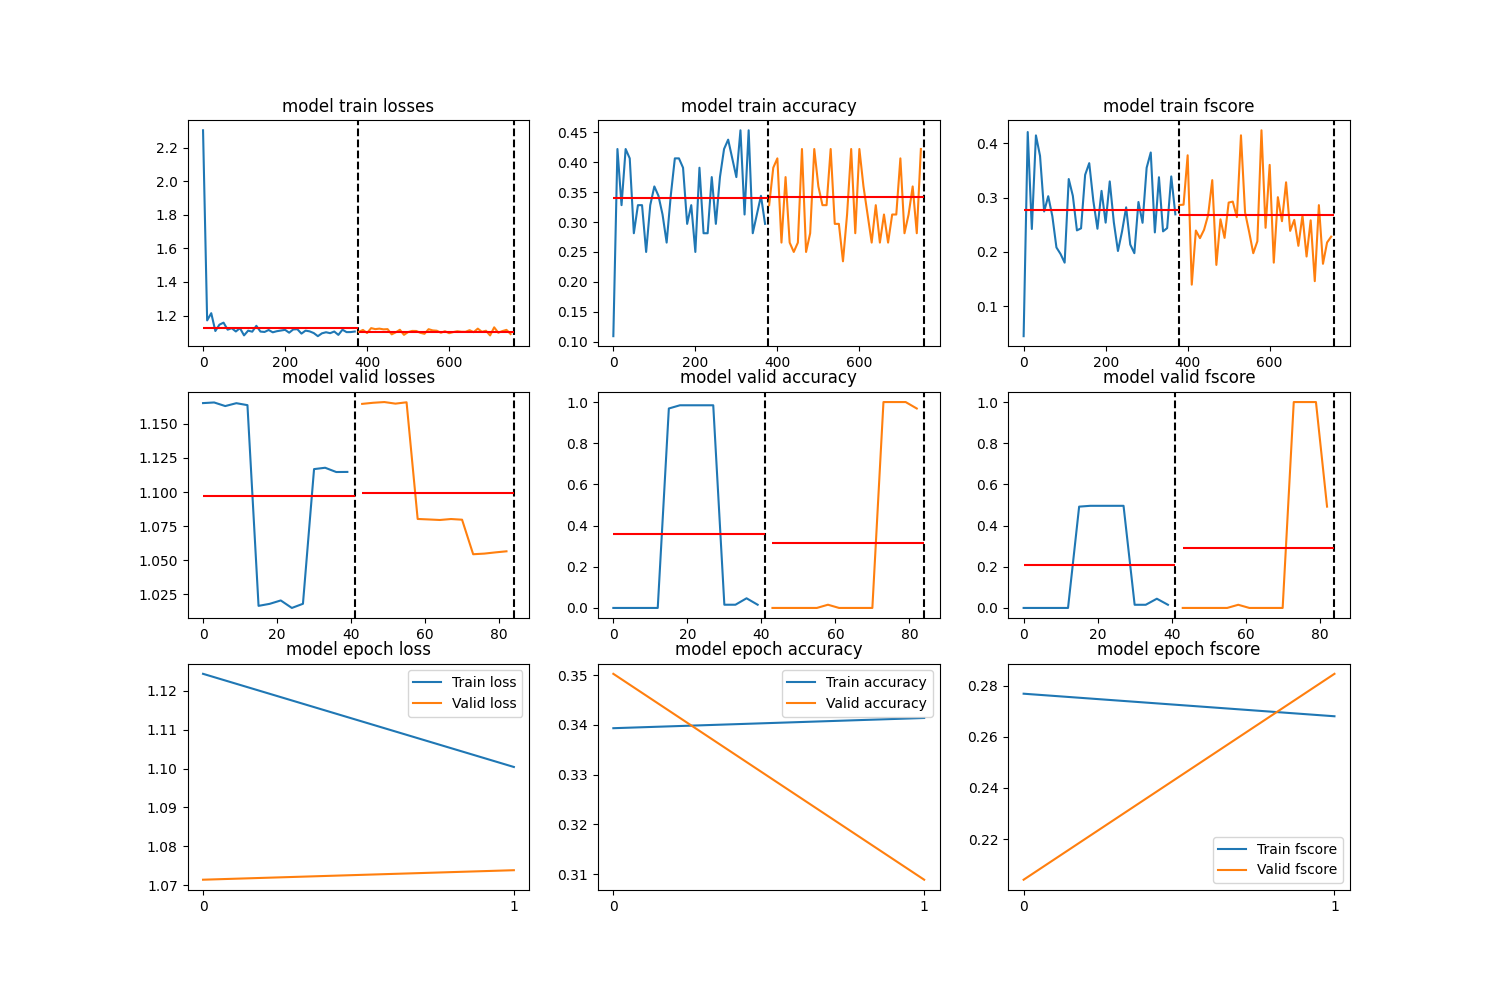 model train losses
model train accuracy
model train fscore
2.2
2.0
1.8
1.6
1.4
1.2
0 200 400 600
0.45
0.40
0.35
0.30
0.25
0.20
0.15
0.10
0 200 400 600
0.4
0.3
0.2
0.1
0 200 400 600
model valid losses
model valid accuracy
model valid fscore
1.150
1.125
1.100
1.075
1.050
1.025
0 20 40 60 80
1.0
0.8
0.6
0.4
0.2
0.0
0 20 40 60 80
1.0
0.8
0.6
0.4
0.2
0.0
0 20 40 60 80
model epoch loss
model epoch accuracy
model epoch fscore
1.12
1.11
1.10
1.09
1.08
1.07
Train loss
Valid loss
0 1
0.35
0.34
0.33
0.32
0.31
Train accuracy
Valid accuracy
0 1
0.28
0.26
0.24
0.22
Train fscore
Valid fscore
0 1